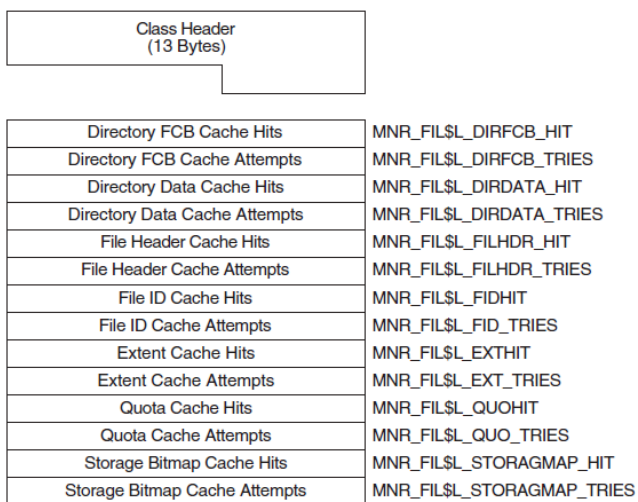 Class Header
(13 Bytes)
Directory FCB Cache Hits MNR_FIL$L_DIRFCB_HIT
Directory FCB Cache Attempts MNR_FIL$L_DIRFCB_TRIES
Directory Data Cache Hits MNR_FIL$L_DIRDATA_HIT
Directory Data Cache Attempts MNR_FIL$L_DIRDATA_TRIES
File Header Cache Hits MNR_FIL$L_FILHDR_HIT
File Header Cache Attempts MNR_FIL$L_FILHDR_TRIES
File ID Cache Hits MNR_FIL$L_FIDHIT
File ID Cache Attempts MNR_FIL$L_FID_TRIES
Extent Cache Hits MNR_FIL$L_EXTHIT
Extent Cache Attempts MNR_FIL$L_EXT_TRIES
Quota Cache Hits MNR_FIL$L_QUOHIT
Quota Cache Attempts MNR_FIL$L_QUO_TRIES
Storage Bitmap Cache Hits MNR_FIL$L_STORAGMAP_HIT
Storage Bitmap Cache Attempts MNR_FIL$L_STORAGMAP_TRIES